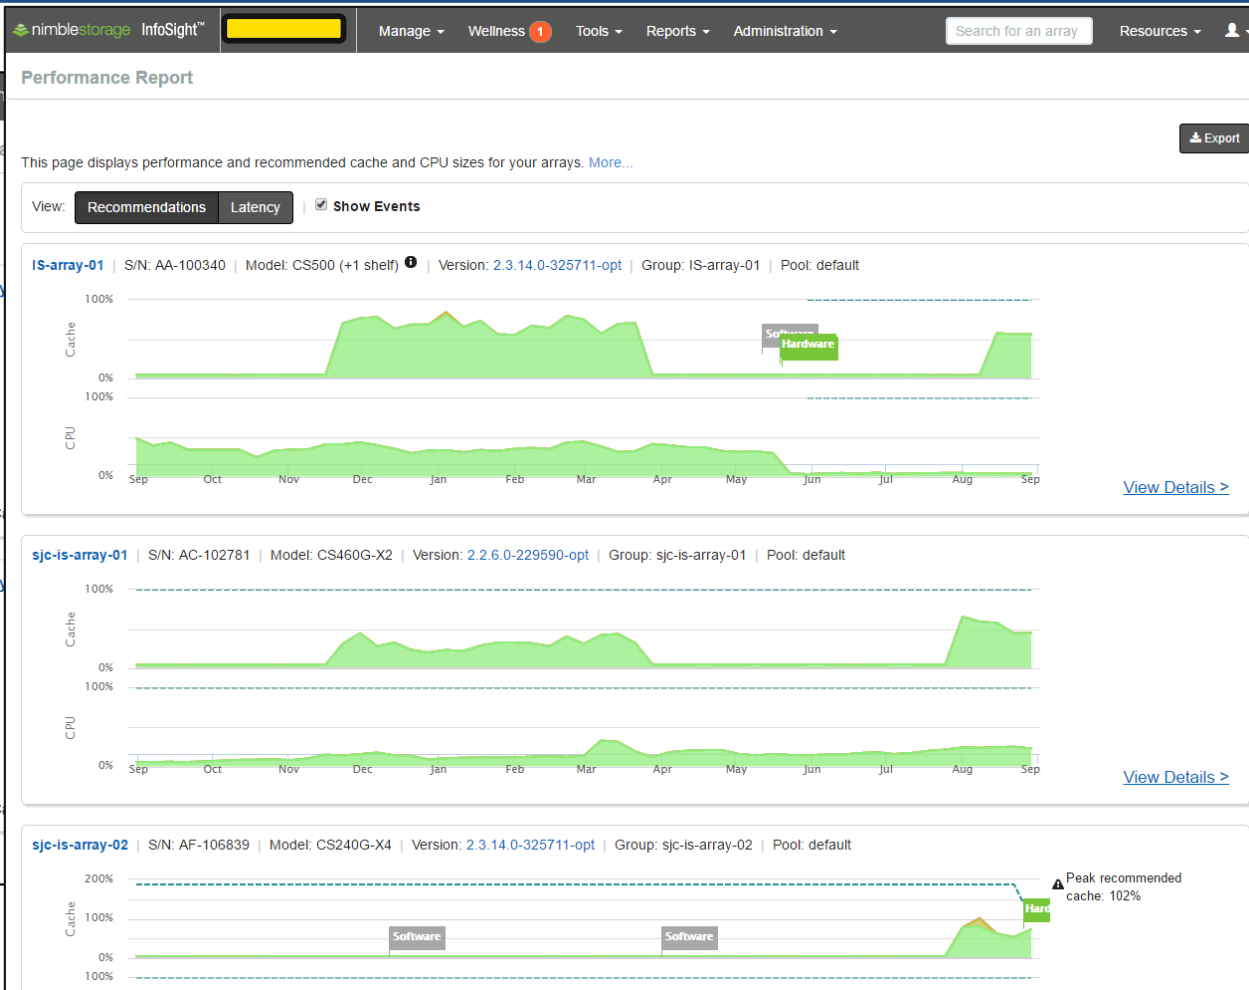 nimblestorage InfoSight™ Manage Wellness 1 Tools Reports Administration Search for an array Resources
Performance Report
Export
This page displays performance and recommended cache and CPU sizes for your arrays. More...
View: Recommendations Latency | Show Events
IS-array-01 | S/N: AA-100340 | Model: CS500 (+1 shelf) | Version: 2.3.14.0-325711-opt | Group: IS-array-01 | Pool: default
100%
Cache
Hardware
0%
100%
CPU
0%
Sep Oct Nov Dec Jan Feb Mar Apr May Jun Jul Aug Sep
View Details >
sjc-is-array-01 | S/N: AC-102781 | Model: CS460G-X2 | Version: 2.2.6.0-229590-opt | Group: sjc-is-array-01 | Pool: default
100%
Cache
0%
100%
CPU
0%
Sep Oct Nov Dec Jan Feb Mar Apr May Jun Jul Aug Sep
View Details >
sjc-is-array-02 | S/N: AF-106839 | Model: CS240G-X4 | Version: 2.3.14.0-325711-opt | Group: sjc-is-array-02 | Pool: default
200%
Peak recommended
cache: 102%
Cache
100%
Hard
Software Software
0%
100%